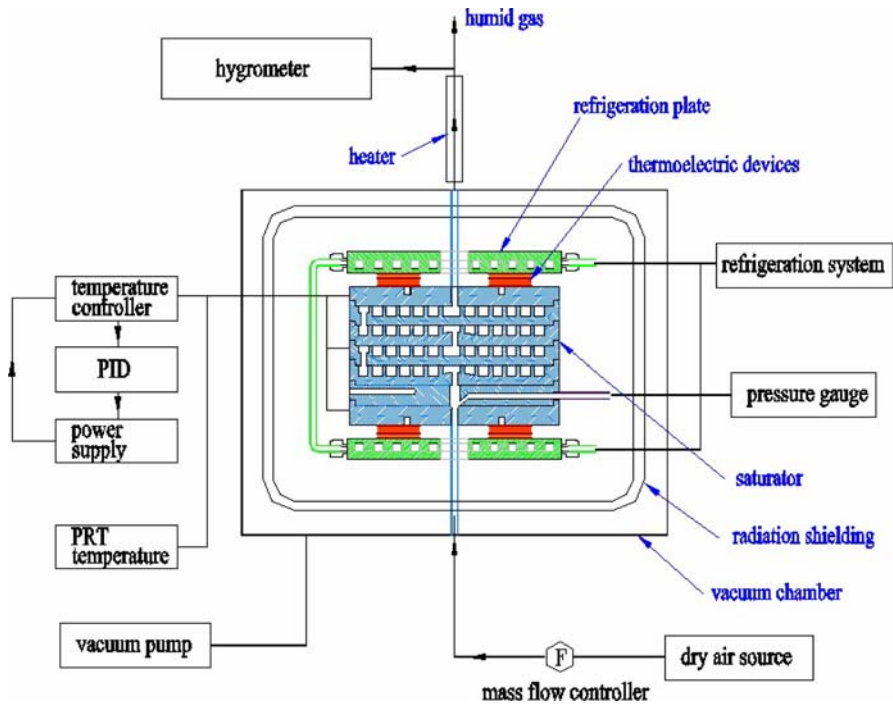 humid gas
hygrometer
refrigeration plate
heater
thermoelectric devices
temperature
controller
refrigeration system
PID
pressure gauge
power
supply
saturator
PRT
temperature
radiation shielding
vacuum chamber
vacuum pump
F
dry air source
mass flow controller